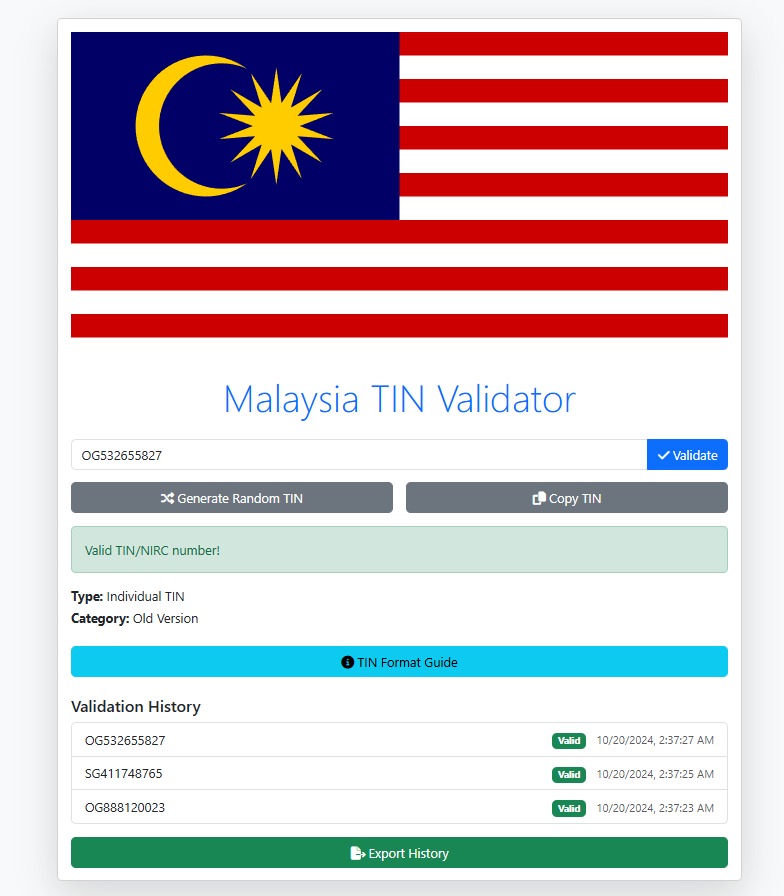 Malaysia TIN Validator
OG532655827
Validate
Generate Random TIN
Copy TIN
Valid TIN/NIRC number!
Type: Individual TIN
Category: Old Version
TIN Format Guide
Validation History
OG532655827 Valid 10/20/2024, 2:37:27 AM
SG411748765 Valid 10/20/2024, 2:37:25 AM
OG888120023 Valid 10/20/2024, 2:37:23 AM
Export History